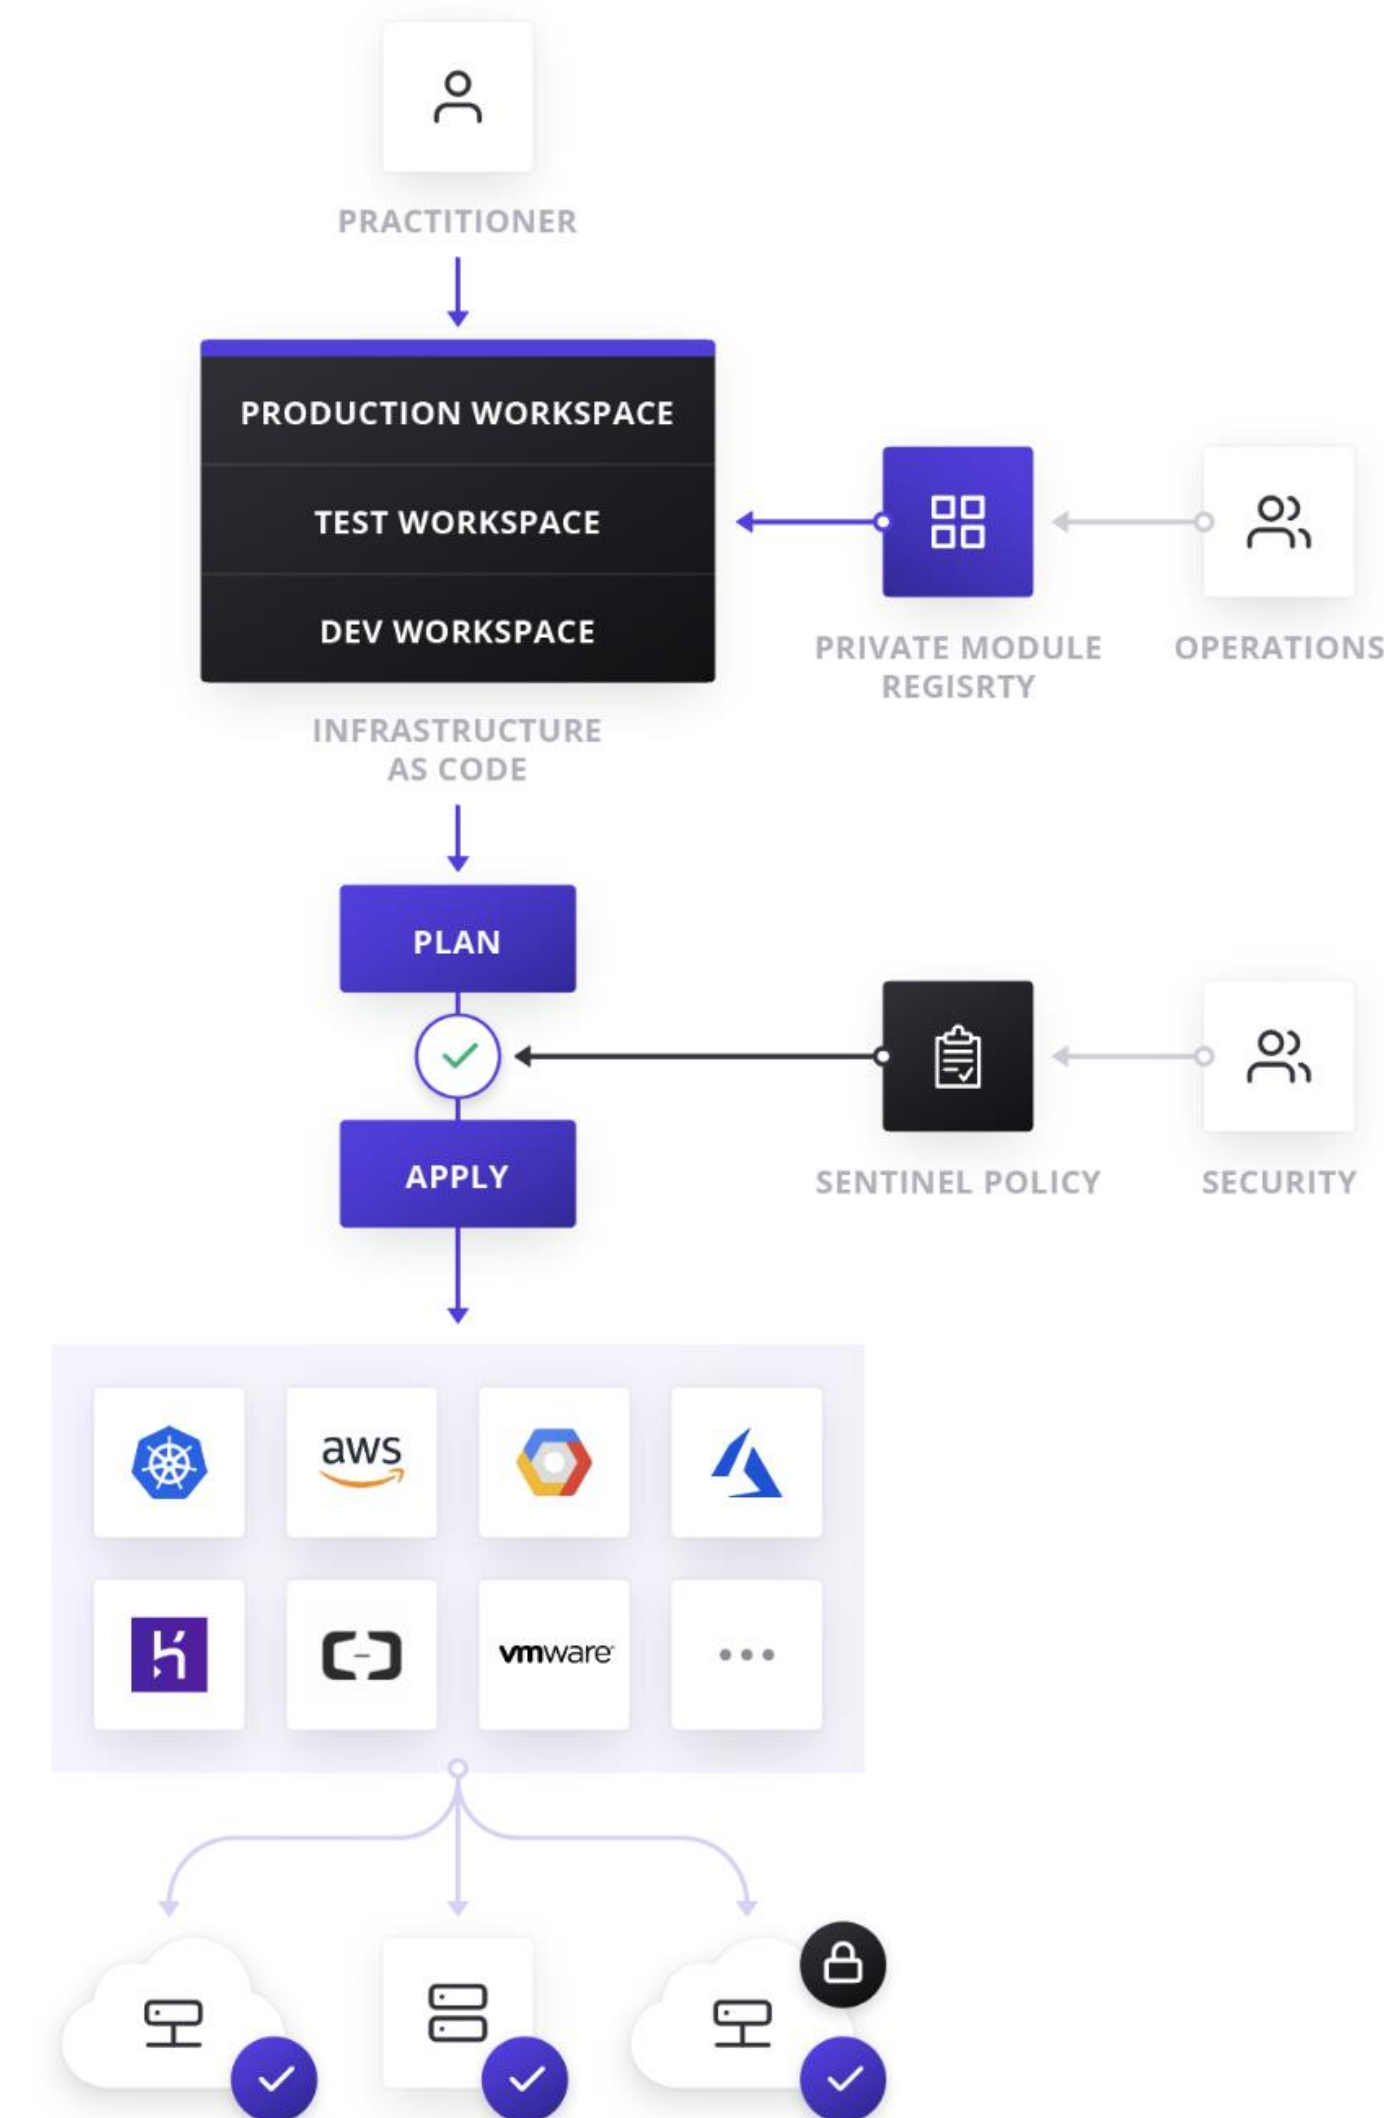 PRACTITIONER
PRODUCTION WORKSPACE
TEST WORKSPACE
DEV WORKSPACE
PRIVATE MODULE
REGISRTY
OPERATIONS
INFRASTRUCTURE
AS CODE
PLAN
APPLY
SENTINEL POLICY
SECURITY
aws
vmware